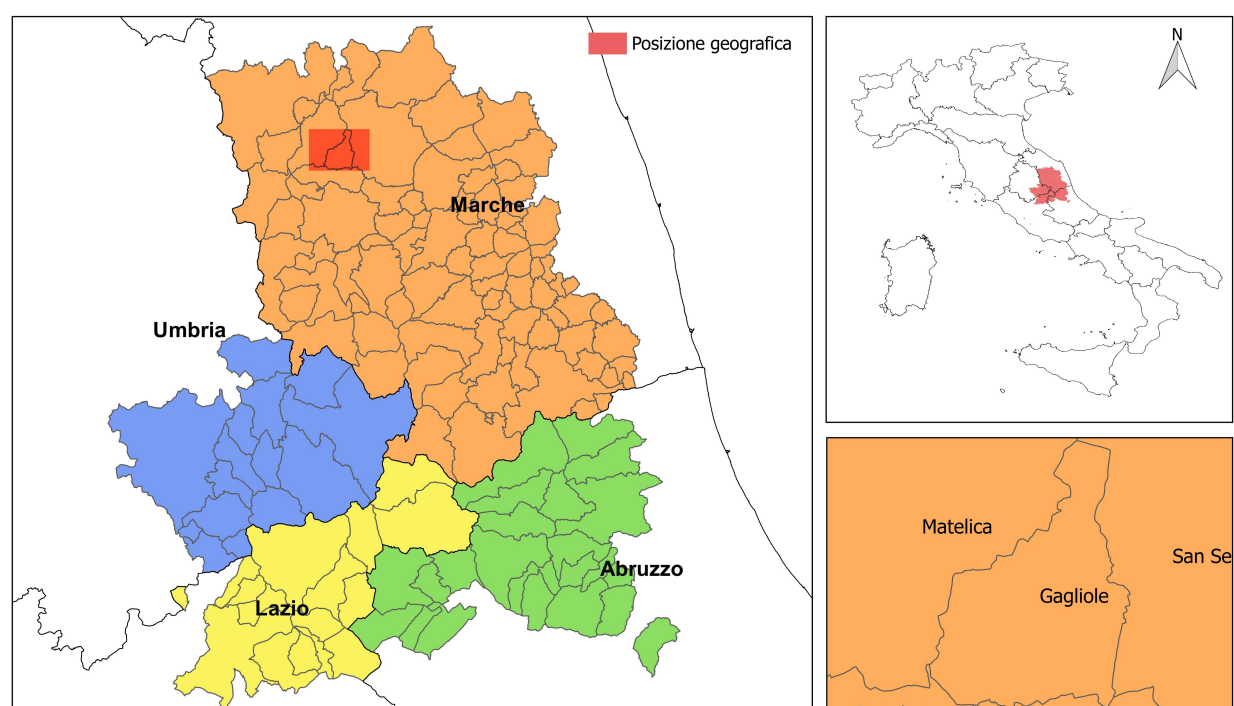 Posizione geografica
Marche
Umbria
Abruzzo
Lazio
N
Matelica
San Se
Gagliole